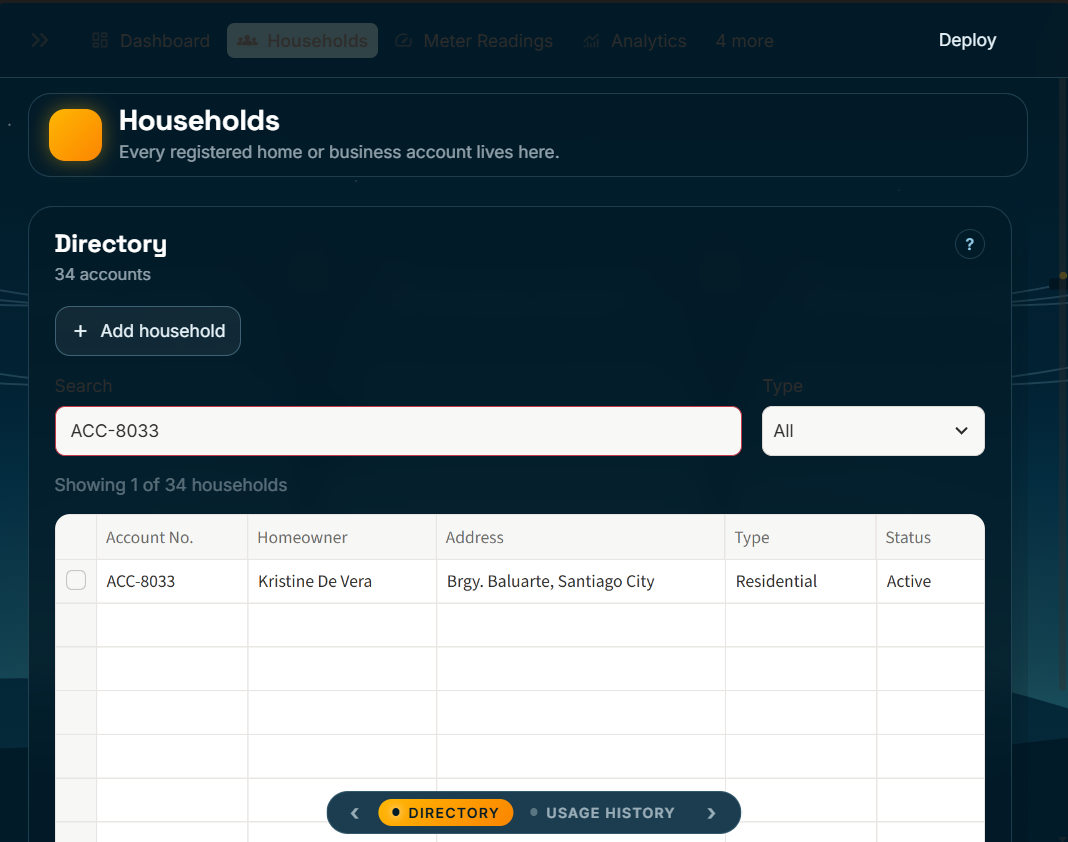 Dashboard Households Meter Readings Analytics 4 more Deploy
Households
Every registered home or business account lives here.
Directory
?
34 accounts
+ Add household
Search Type
ACC-8033 All
Showing 1 of 34 households
Account No. Homeowner Address Type Status
ACC-8033 Kristine De Vera Brgy. Baluarte, Santiago City Residential Active
DIRECTORY USAGE HISTORY